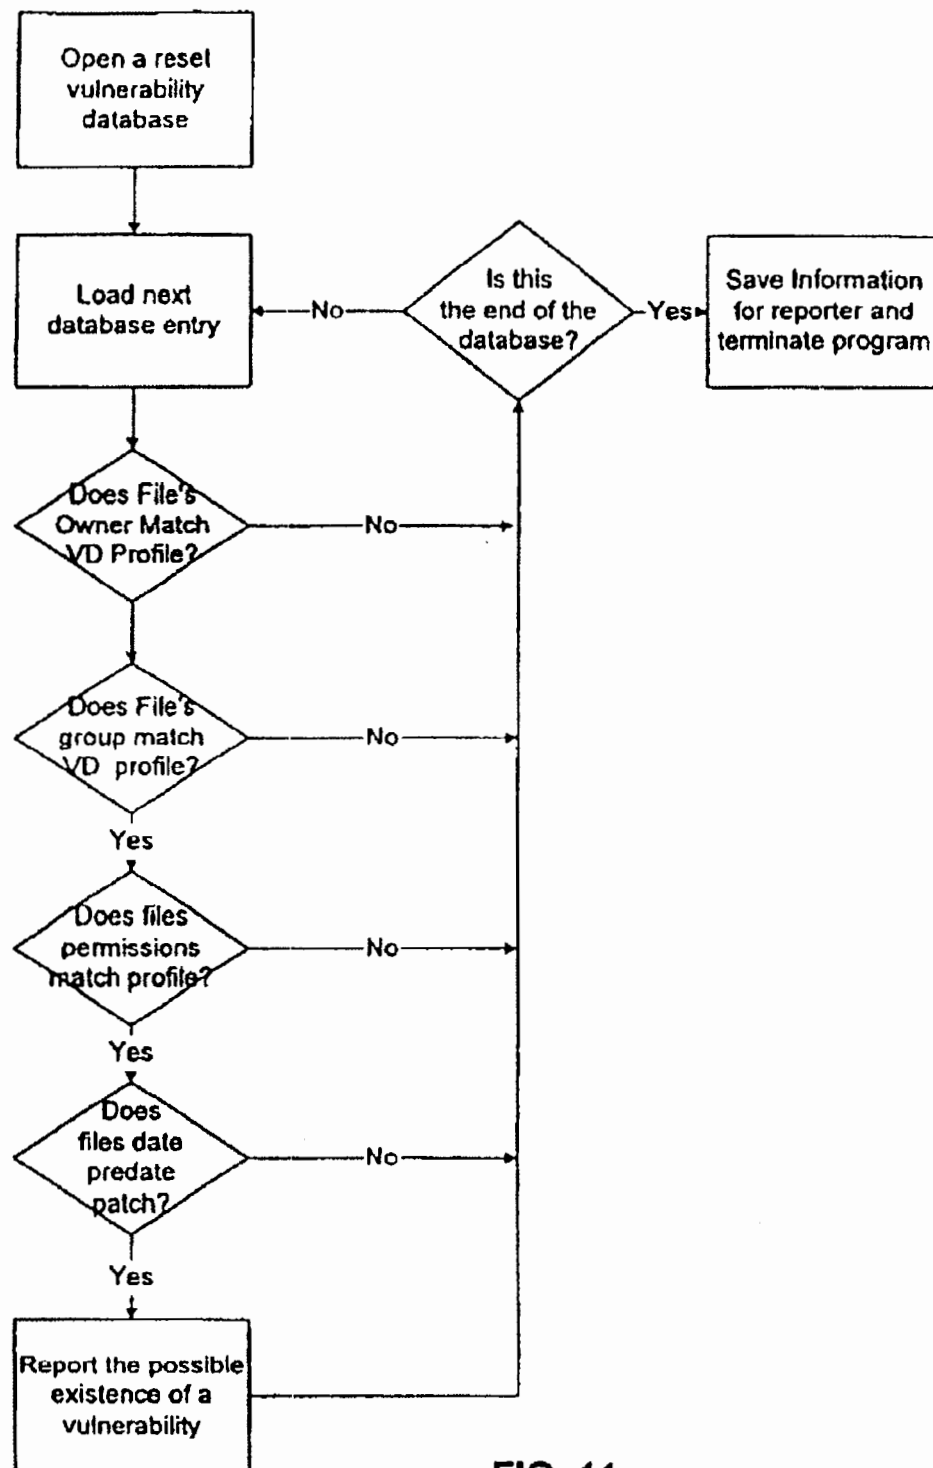 Open a reset
vulnerability
database
Load next
database entry
No
Is this
the end of the
database?
Yes
Save Information
for reporter and
terminate program
Does File's
Owner Match
VD Profile?
No
Does File's
group match
VD profile?
No
Yes
Does files
permissions
match profile?
No
Yes
Does
files date
predate
patch?
No
Yes
Report the possible
existence of a
vulnerability